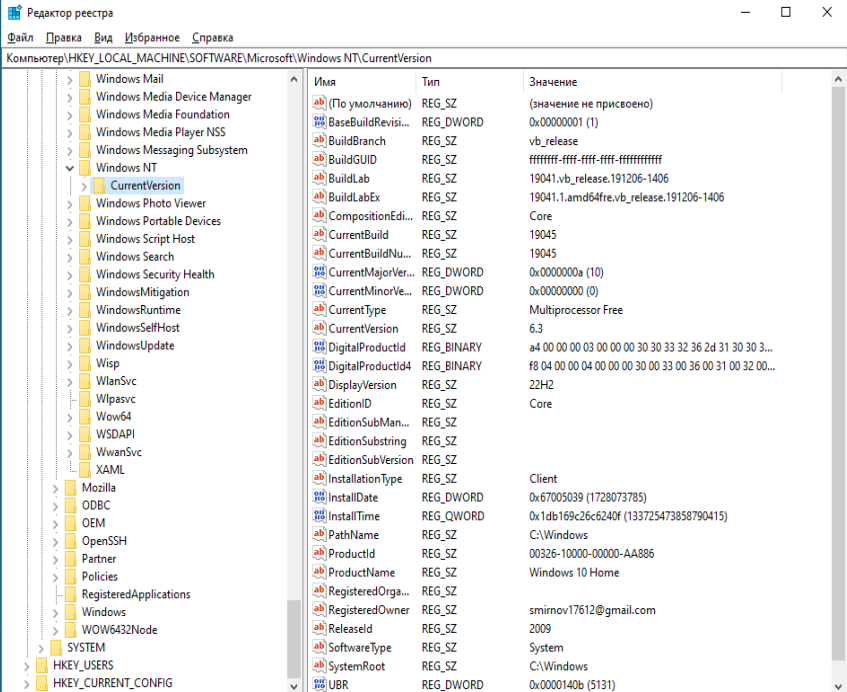 Редактор реестра
Файл Правка Вид Избранное Справка
Компьютер\HKEY_LOCAL_MACHINE\SOFTWARE\Microsoft\Windows NT\CurrentVersion
Windows Mail
Windows Media Device Manager
Windows Media Foundation
Windows Media Player NSS
Windows Messaging Subsystem
Windows NT
CurrentVersion
Windows Photo Viewer
Windows Portable Devices
Windows Script Host
Windows Search
Windows Security Health
WindowsMitigation
WindowsRuntime
WindowsSelfHost
WindowsUpdate
Wisp
WlanSvc
Wlpasvc
Wow64
WSDAPI
WwanSvc
XAML
Mozilla
ODBC
OEM
OpenSSH
Partner
Policies
RegisteredApplications
Windows
WOW6432Node
SYSTEM
HKEY_USERS
HKEY_CURRENT_CONFIG
Имя Тип Значение
(По умолчанию) REG_SZ (значение не присвоено)
BaseBuildRevisi... REG_DWORD 0x00000001 (1)
BuildBranch REG_SZ vb_release
BuildGUID REG_SZ ffffffff-ffff-ffff-ffff-ffffffffffff
BuildLab REG_SZ 19041.vb_release.191206-1406
BuildLabEx REG_SZ 19041.1.amd64fre.vb_release.191206-1406
CompositionEdi... REG_SZ Core
CurrentBuild REG_SZ 19045
CurrentBuildNu... REG_SZ 19045
CurrentMajorVer... REG_DWORD 0x0000000a (10)
CurrentMinorVe... REG_DWORD 0x00000000 (0)
CurrentType REG_SZ Multiprocessor Free
CurrentVersion REG_SZ 6.3
DigitalProductId REG_BINARY a4 00 00 00 03 00 00 00 30 30 33 32 36 2d 31 30 30 3...
DigitalProductId4 REG_BINARY f8 04 00 00 04 00 00 00 30 00 33 00 36 00 31 00 32 00...
DisplayVersion REG_SZ 22H2
EditionID REG_SZ Core
EditionSubMan... REG_SZ
EditionSubstring REG_SZ
EditionSubVersion REG_SZ
InstallationType REG_SZ Client
InstallDate REG_DWORD 0x67005039 (1728073785)
InstallTime REG_QWORD 0x1db169c26c6240f (133725473858790415)
PathName REG_SZ C:\Windows
ProductId REG_SZ 00326-10000-00000-AA886
ProductName REG_SZ Windows 10 Home
RegisteredOrga... REG_SZ
RegisteredOwner REG_SZ smirnov17612@gmail.com
ReleaseId REG_SZ 2009
SoftwareType REG_SZ System
SystemRoot REG_SZ C:\Windows
UBR REG_DWORD 0x0000140b (5131)